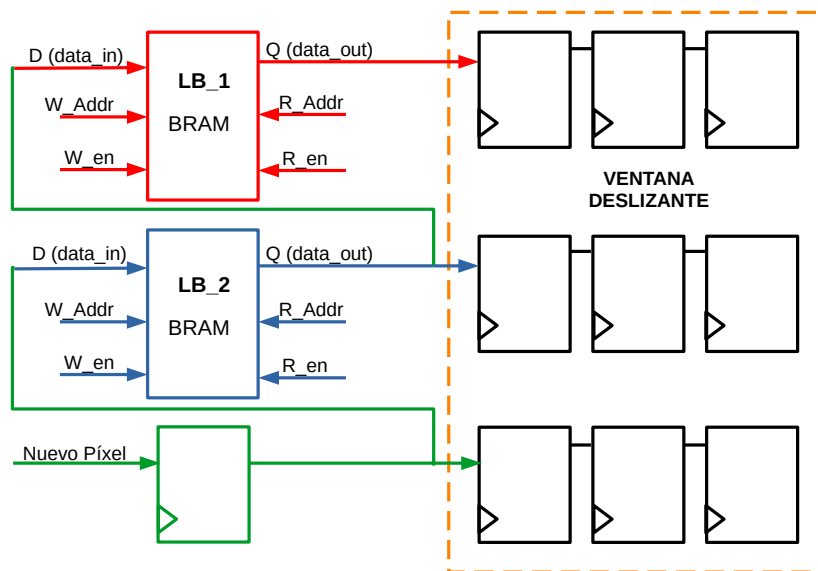 D (data_in)
Q (data_out)
LB_1
W_Addr
R_Addr
BRAM
W_en
R_en
VENTANA
DESLIZANTE
D (data_in)
Q (data_out)
LB_2
W_Addr
R_Addr
BRAM
W_en
R_en
Nuevo Píxel